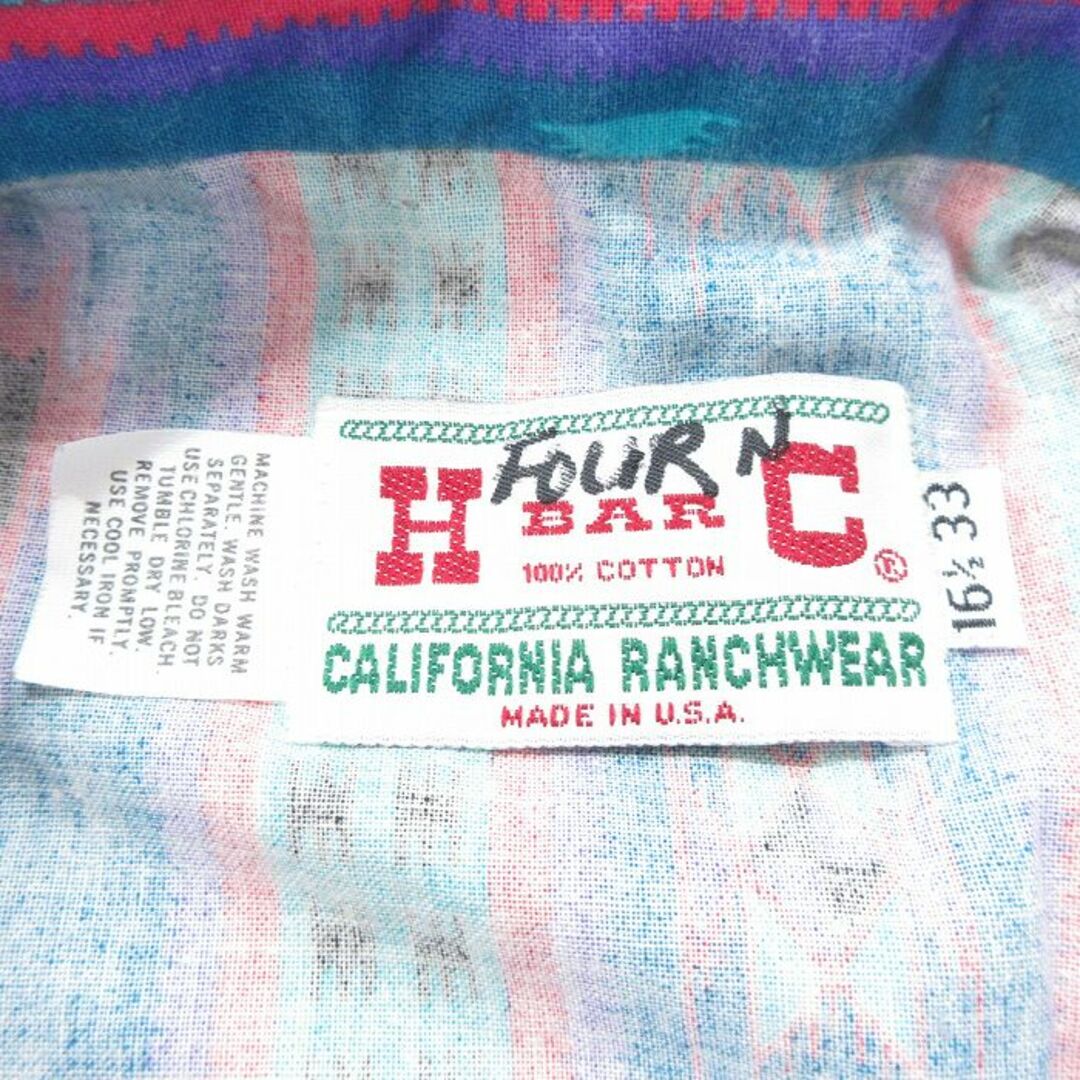 MACHINE WASH WARM
GENTLE. WASH DARKS
SEPARATELY. DO NOT
USE CHLORINE BLEACH
TUMBLE DRY LOW.
REMOVE PROMPTLY.
USE COOL IRON IF
NECESSARY.
FOUR N
H BAR C ®
100% COTTON
CALIFORNIA RANCHWEAR
MADE IN U.S.A.
16½ 33